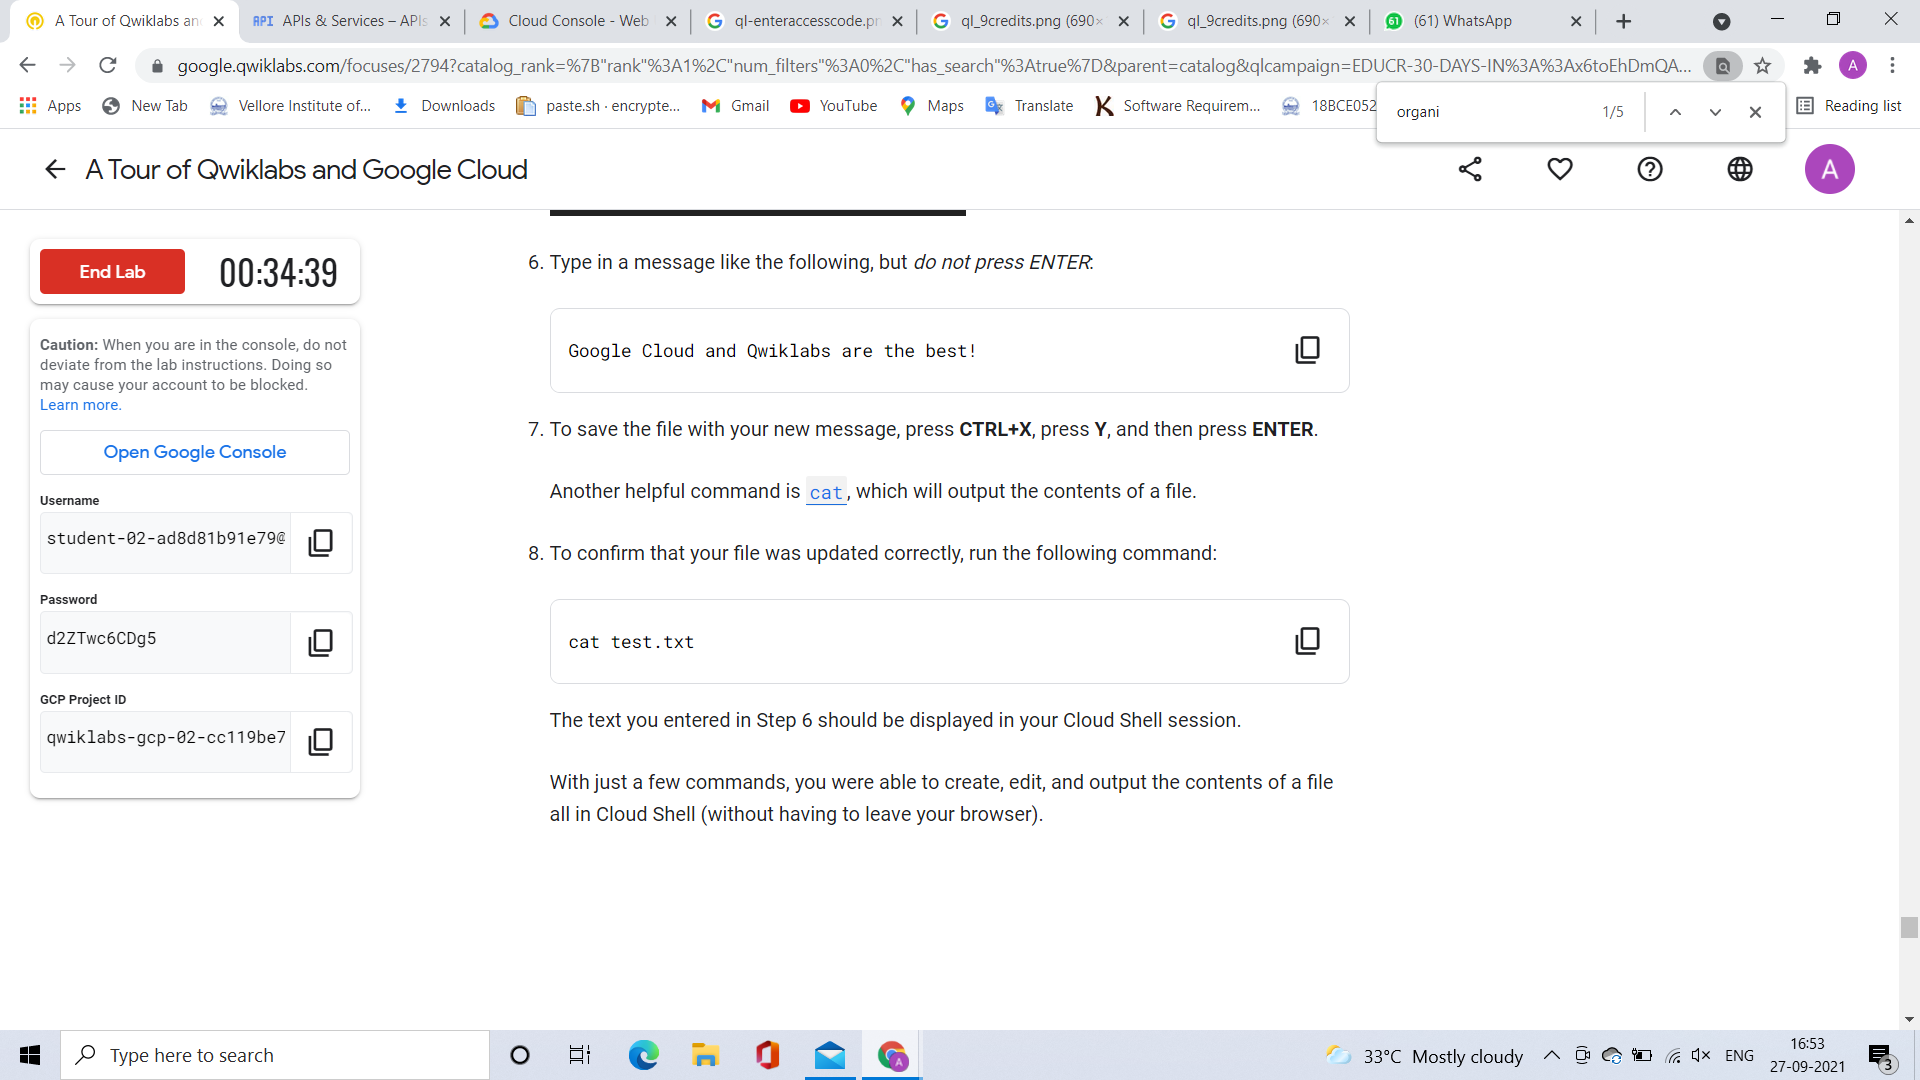 A Tour of Qwiklabs an
API APIs & Services – APIs
Cloud Console - Web
ql-enteraccesscode.pn
ql_9credits.png (690×
ql_9credits.png (690×
61 (61) WhatsApp
google.qwiklabs.com/focuses/2794?catalog_rank=%7B"rank"%3A1%2C"num_filters"%3A0%2C"has_search"%3Atrue%7D&parent=catalog&qlcampaign=EDUCR-30-DAYS-IN%3A%3Ax6toEhDmQA...
A
Apps New Tab Vellore Institute of... Downloads paste.sh · encrypte... Gmail YouTube Maps Translate Software Requirem... 18BCE052 Reading list
organi 1/5
A Tour of Qwiklabs and Google Cloud
A
End Lab 00:34:39
Caution: When you are in the console, do not
deviate from the lab instructions. Doing so
may cause your account to be blocked.
Learn more.
Open Google Console
Username
student-02-ad8d81b91e79@
Password
d2ZTwc6CDg5
GCP Project ID
qwiklabs-gcp-02-cc119be7
6. Type in a message like the following, but do not press ENTER:
Google Cloud and Qwiklabs are the best!
7. To save the file with your new message, press CTRL+X, press Y, and then press ENTER.
Another helpful command is cat, which will output the contents of a file.
8. To confirm that your file was updated correctly, run the following command:
cat test.txt
The text you entered in Step 6 should be displayed in your Cloud Shell session.
With just a few commands, you were able to create, edit, and output the contents of a file
all in Cloud Shell (without having to leave your browser).
Type here to search
A
33°C Mostly cloudy
ENG
16:53
27-09-2021
3